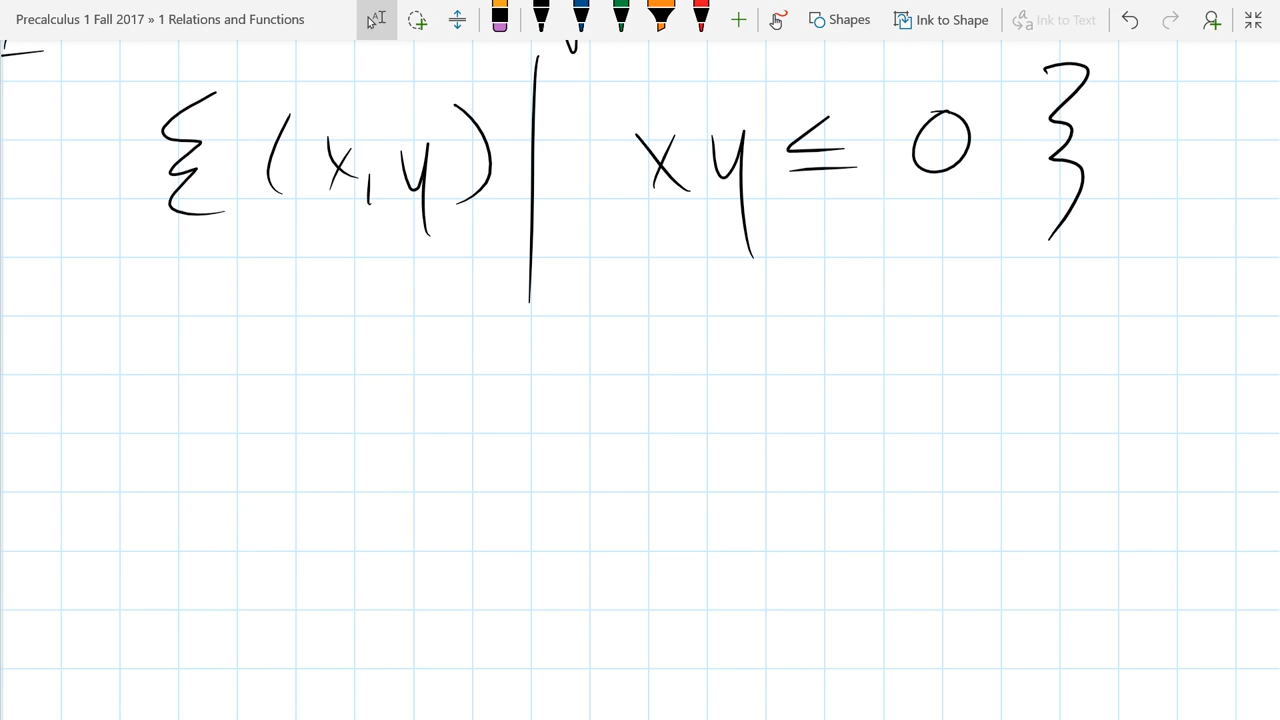 Precalculus 1 Fall 2017 » 1 Relations and Functions Shapes Ink to Shape Ink to Text
{ (x, y) | xy ≤ 0 }